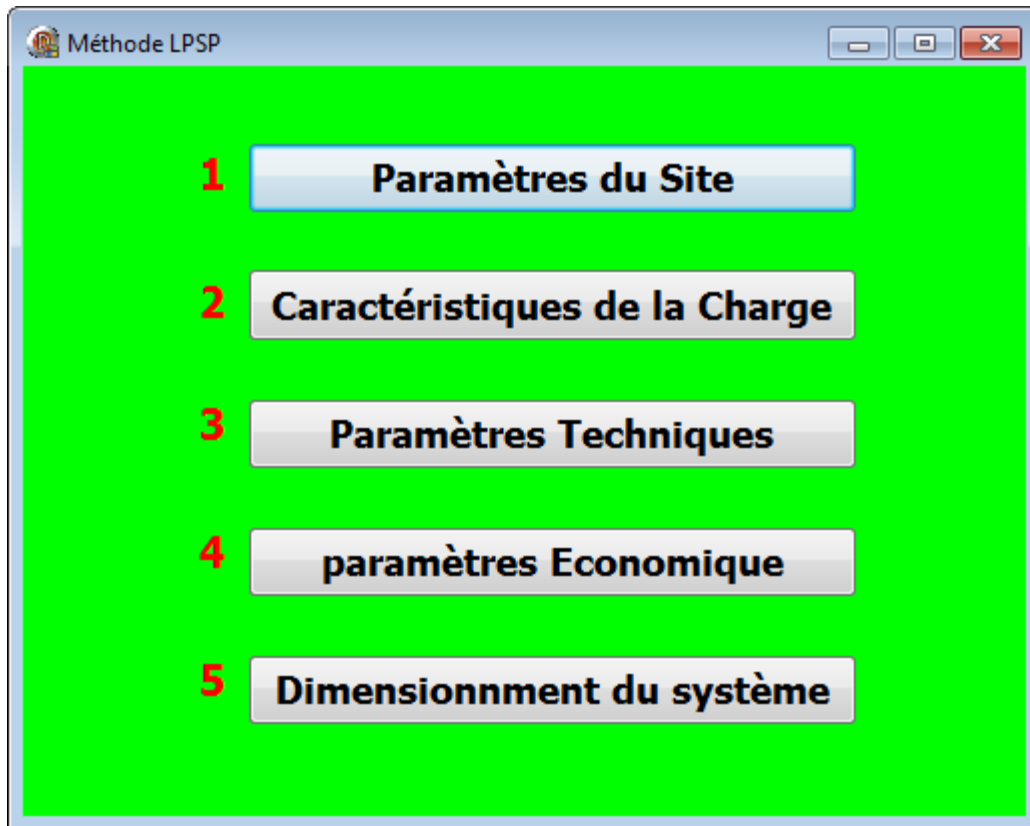 Méthode LPSP
1 Paramètres du Site
2 Caractéristiques de la Charge
3 Paramètres Techniques
4 paramètres Economique
5 Dimensionnment du système